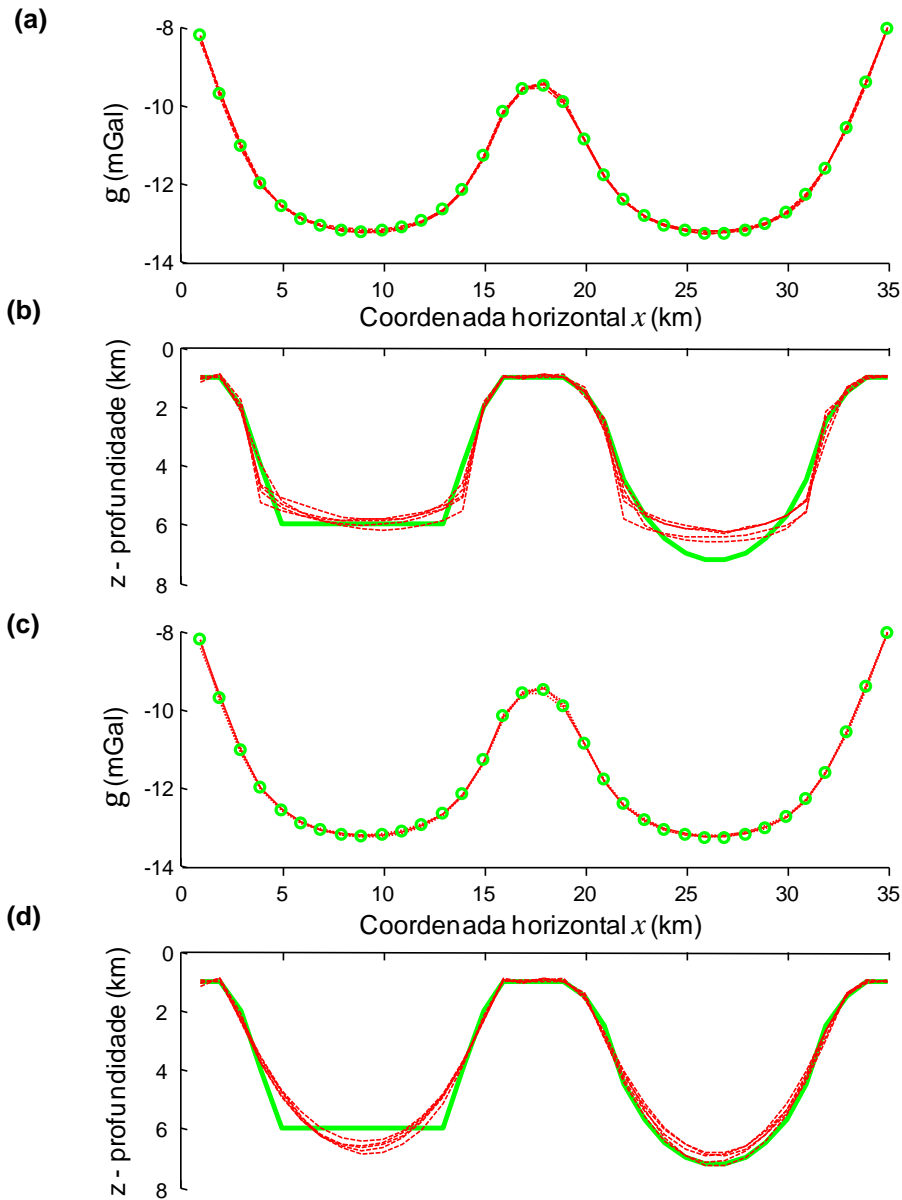 (a)
-8
-10
-12
-14
g (mGal)
0 5 10 15 20 25 30 35
Coordenada horizontal x (km)
(b)
0
2
4
6
8
z - profundidade (km)
(c)
-8
-10
-12
-14
g (mGal)
0 5 10 15 20 25 30 35
Coordenada horizontal x (km)
(d)
0
2
4
6
8
z - profundidade (km)